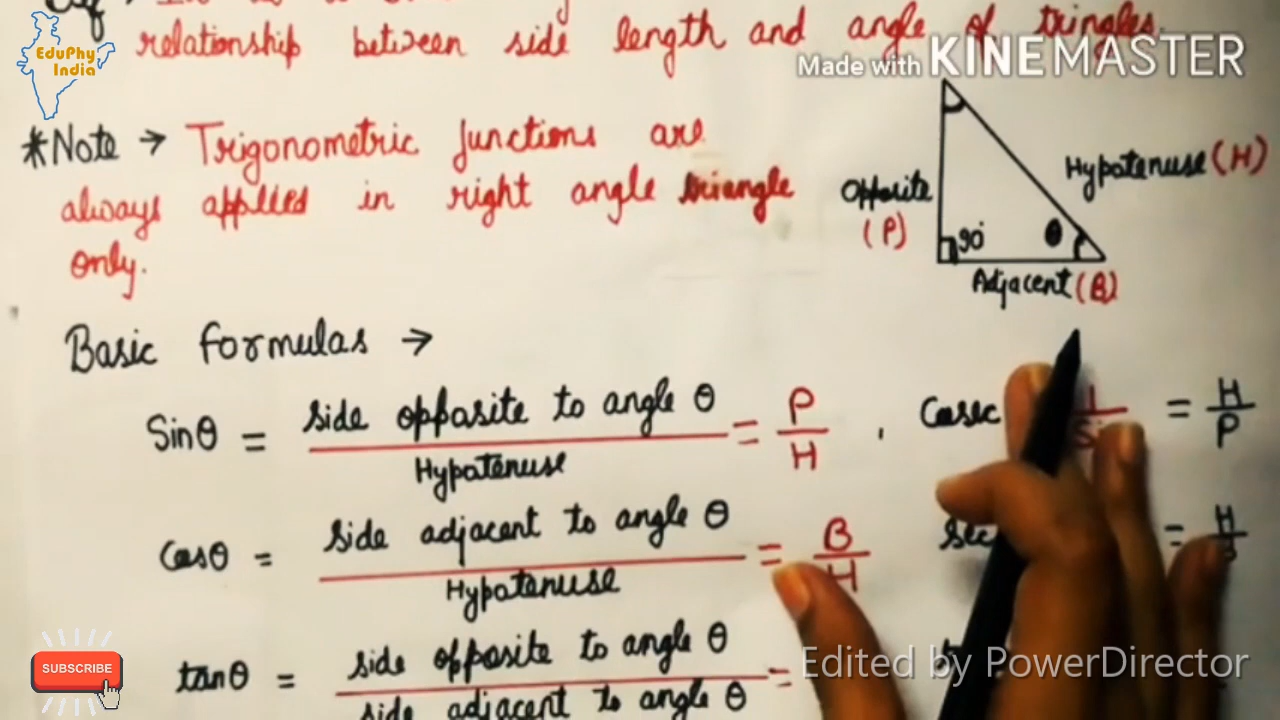 relationship between side length and angle of tringles.
EduPhy
India
Made with KINEMASTER
*Note → Trigonometric functions are
always applied in right angle triangle
only.
Opposite
(P)
Hypotenuse (H)
90°
θ
Adjacent (B)
Basic formulas →
Sinθ = side opposite to angle θ / Hypotenuse = P / H , Cosec 1 / = H / P
Cosθ = side adjacent to angle θ / Hypotenuse = B / H Sec = H
tanθ = side opposite to angle θ / side adjacent to angle θ =
SUBSCRIBE
Edited by PowerDirector